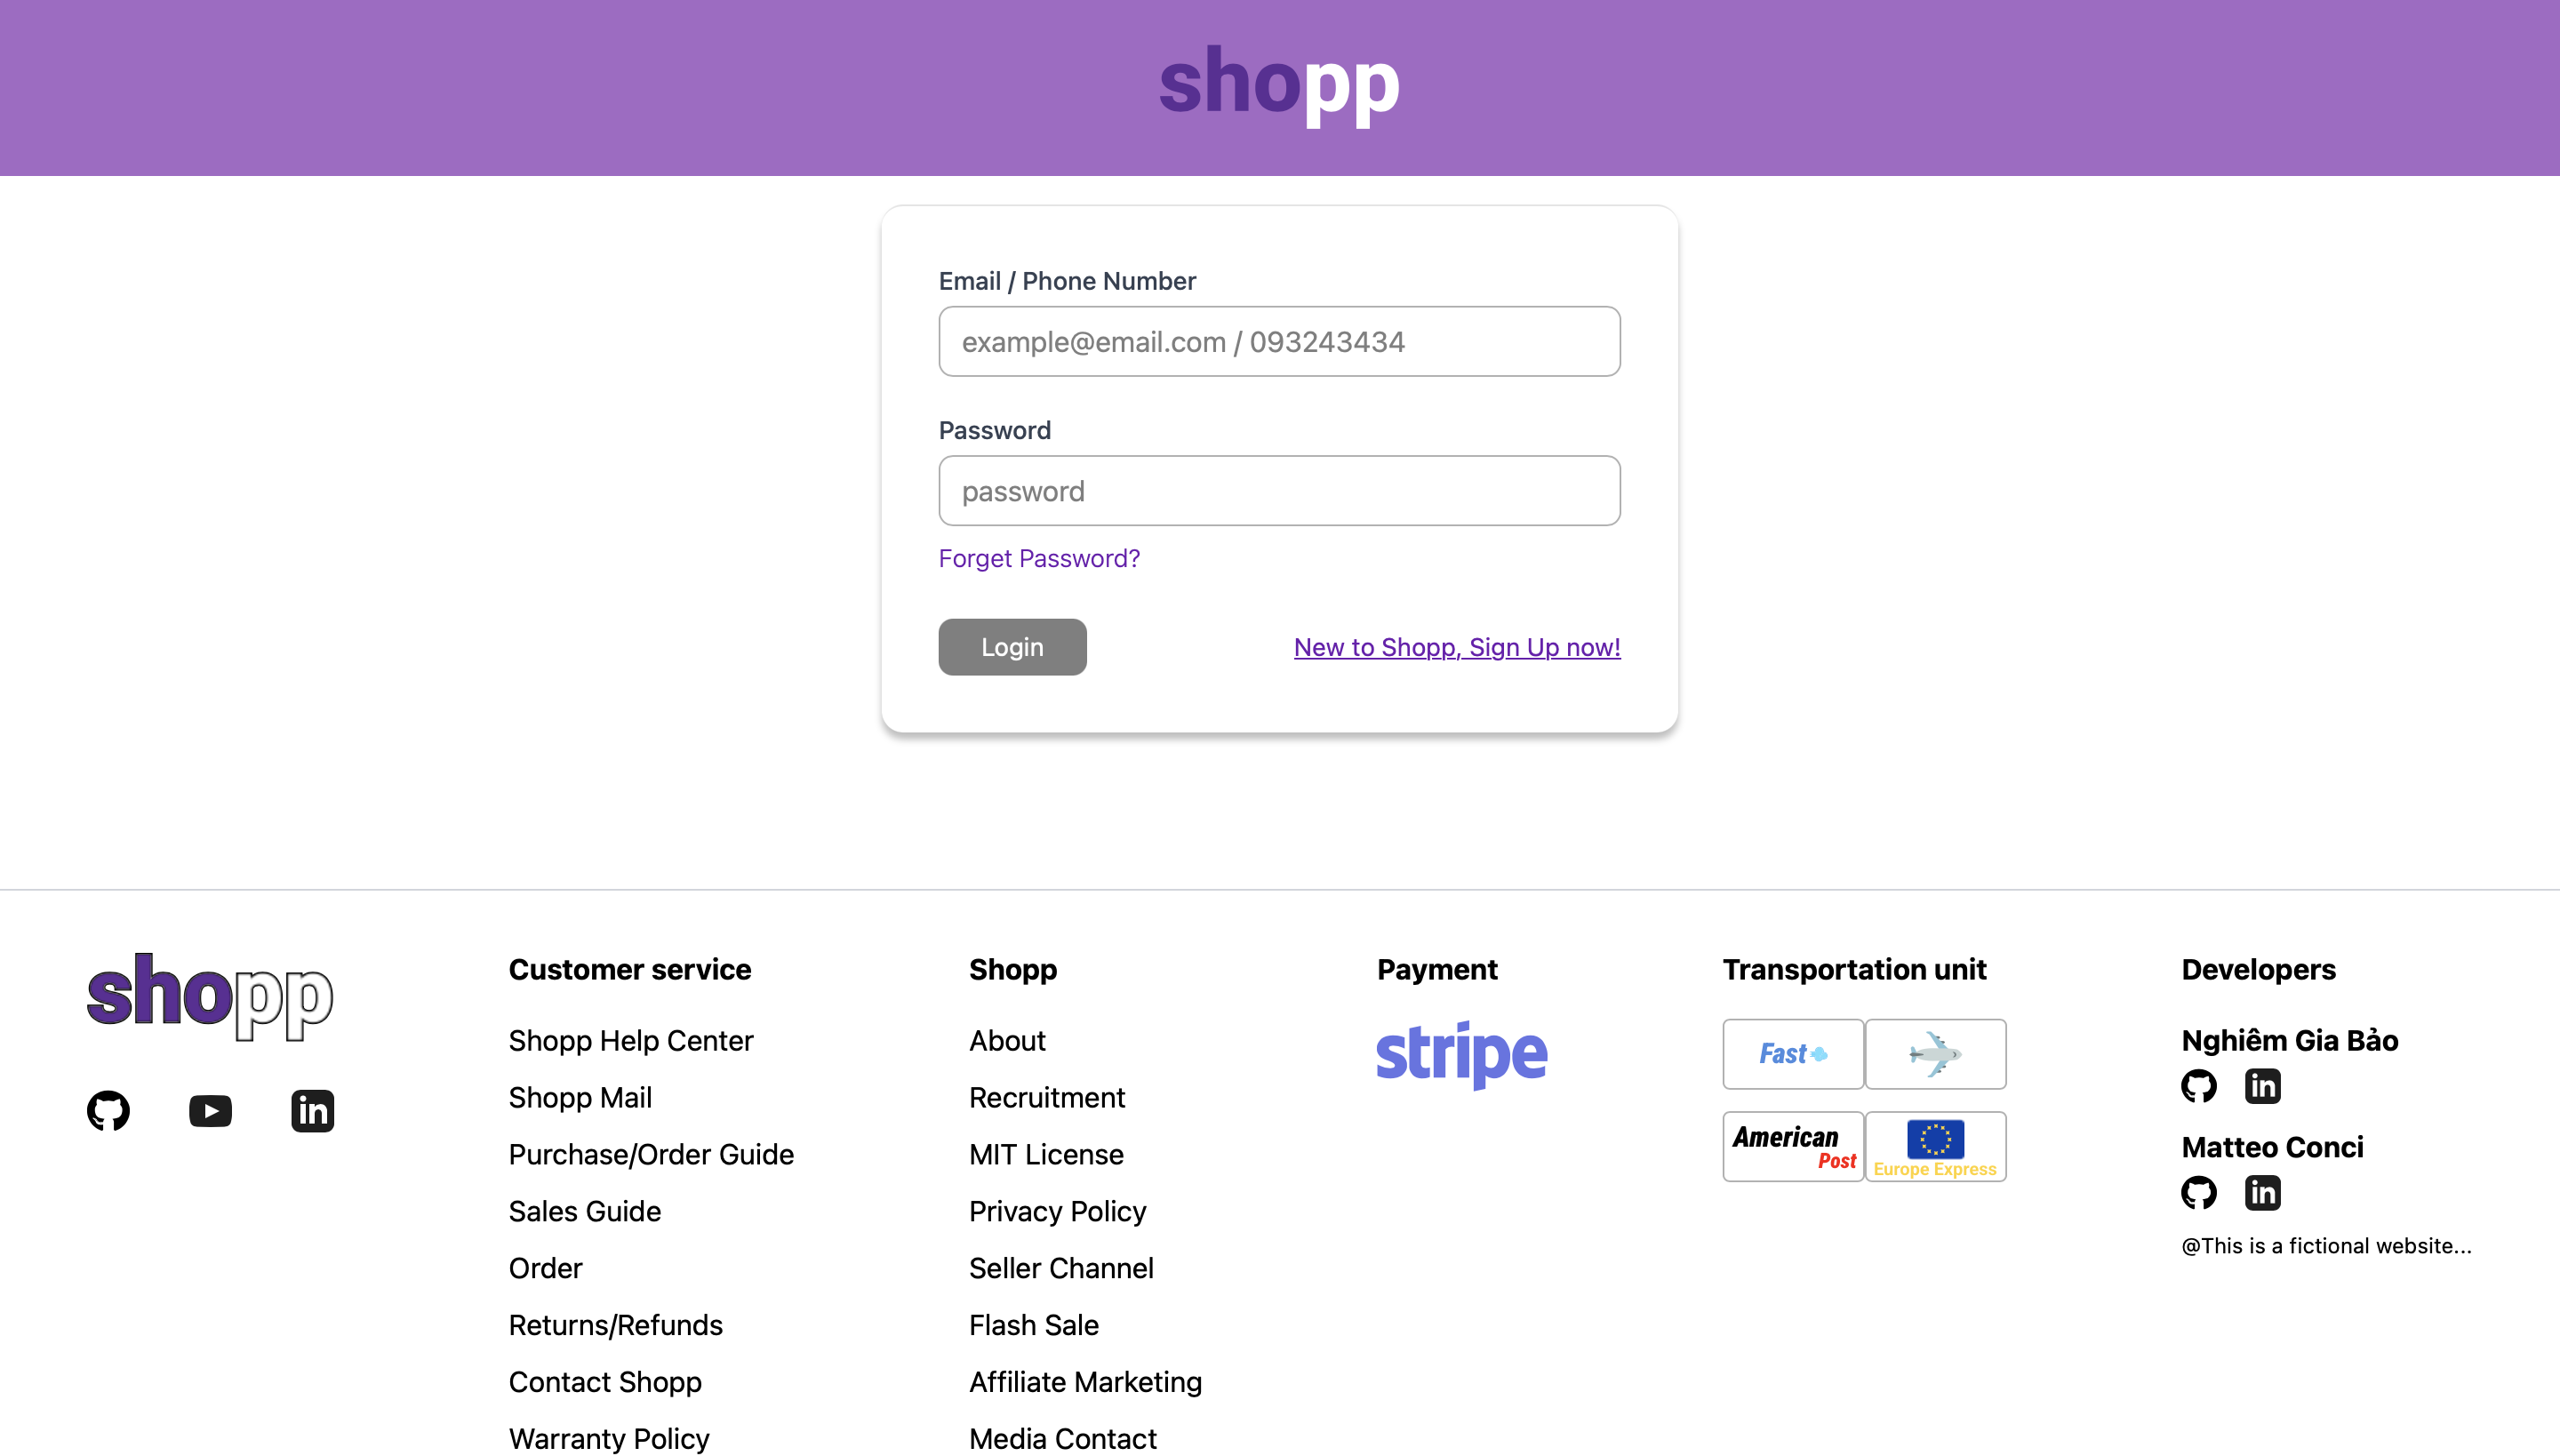 shopp
Email / Phone Number
example@email.com / 093243434
Password
password
Forget Password?
Login
New to Shopp, Sign Up now!
shopp
Customer service
Shopp Help Center
Shopp Mail
Purchase/Order Guide
Sales Guide
Order
Returns/Refunds
Contact Shopp
Warranty Policy
Shopp
About
Recruitment
MIT License
Privacy Policy
Seller Channel
Flash Sale
Affiliate Marketing
Media Contact
Payment
stripe
Transportation unit
Fast
American
Post
Europe Express
Developers
Nghiêm Gia Bảo
in
Matteo Conci
in
@This is a fictional website...
in